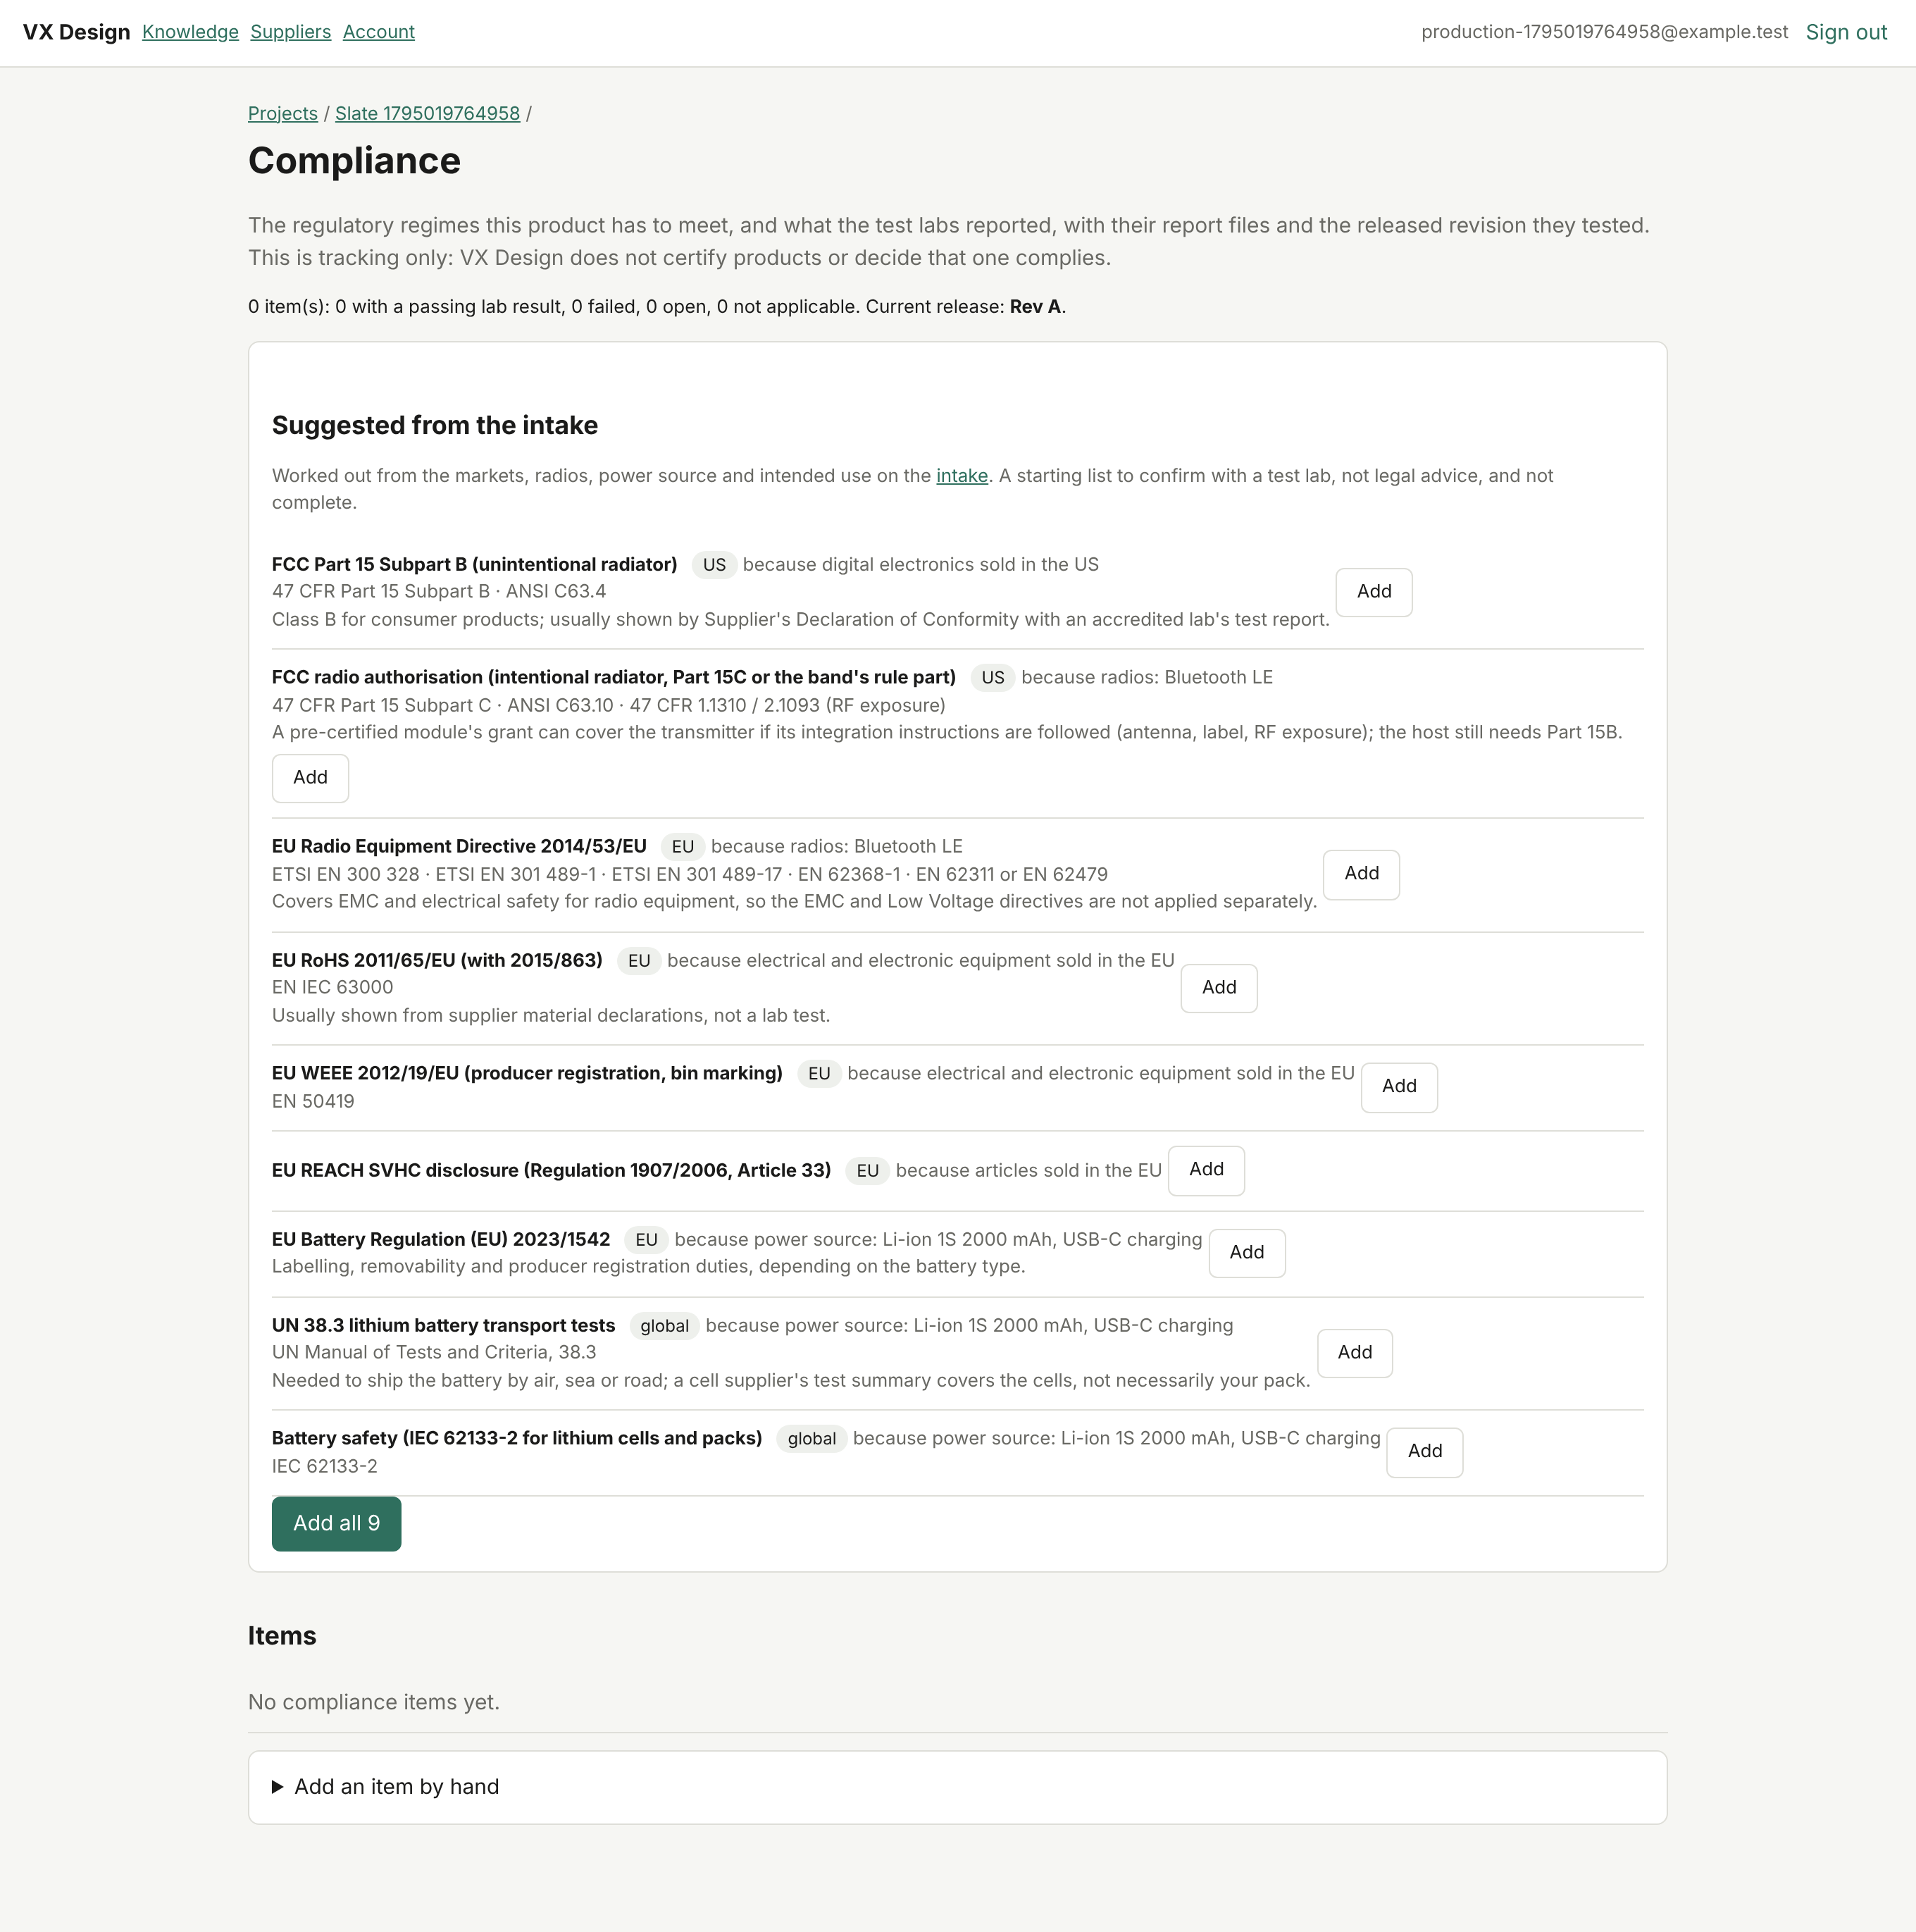 VX Design Knowledge Suppliers Account production-1795019764958@example.test Sign out
Projects / Slate 1795019764958 /
Compliance
The regulatory regimes this product has to meet, and what the test labs reported, with their report files and the released revision they tested.
This is tracking only: VX Design does not certify products or decide that one complies.
0 item(s): 0 with a passing lab result, 0 failed, 0 open, 0 not applicable. Current release: Rev A.
Suggested from the intake
Worked out from the markets, radios, power source and intended use on the intake. A starting list to confirm with a test lab, not legal advice, and not
complete.
FCC Part 15 Subpart B (unintentional radiator) US because digital electronics sold in the US
47 CFR Part 15 Subpart B · ANSI C63.4
Class B for consumer products; usually shown by Supplier's Declaration of Conformity with an accredited lab's test report.
Add
FCC radio authorisation (intentional radiator, Part 15C or the band's rule part) US because radios: Bluetooth LE
47 CFR Part 15 Subpart C · ANSI C63.10 · 47 CFR 1.1310 / 2.1093 (RF exposure)
A pre-certified module's grant can cover the transmitter if its integration instructions are followed (antenna, label, RF exposure); the host still needs Part 15B.
Add
EU Radio Equipment Directive 2014/53/EU EU because radios: Bluetooth LE
ETSI EN 300 328 · ETSI EN 301 489-1 · ETSI EN 301 489-17 · EN 62368-1 · EN 62311 or EN 62479
Covers EMC and electrical safety for radio equipment, so the EMC and Low Voltage directives are not applied separately.
Add
EU RoHS 2011/65/EU (with 2015/863) EU because electrical and electronic equipment sold in the EU
EN IEC 63000
Usually shown from supplier material declarations, not a lab test.
Add
EU WEEE 2012/19/EU (producer registration, bin marking) EU because electrical and electronic equipment sold in the EU
EN 50419
Add
EU REACH SVHC disclosure (Regulation 1907/2006, Article 33) EU because articles sold in the EU
Add
EU Battery Regulation (EU) 2023/1542 EU because power source: Li-ion 1S 2000 mAh, USB-C charging
Labelling, removability and producer registration duties, depending on the battery type.
Add
UN 38.3 lithium battery transport tests global because power source: Li-ion 1S 2000 mAh, USB-C charging
UN Manual of Tests and Criteria, 38.3
Needed to ship the battery by air, sea or road; a cell supplier's test summary covers the cells, not necessarily your pack.
Add
Battery safety (IEC 62133-2 for lithium cells and packs) global because power source: Li-ion 1S 2000 mAh, USB-C charging
IEC 62133-2
Add
Add all 9
Items
No compliance items yet.
Add an item by hand